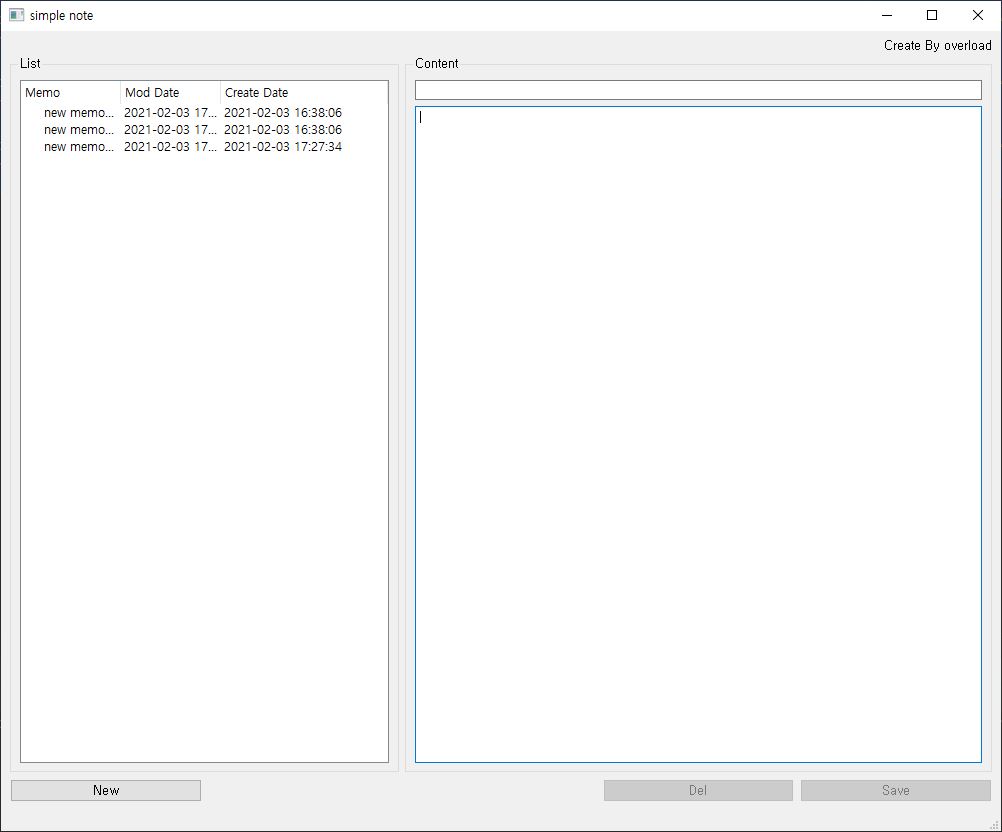 simple note
Create By overload
List
Memo Mod Date Create Date
new memo... 2021-02-03 17... 2021-02-03 16:38:06
new memo... 2021-02-03 17... 2021-02-03 16:38:06
new memo... 2021-02-03 17... 2021-02-03 17:27:34
Content
New
Del
Save